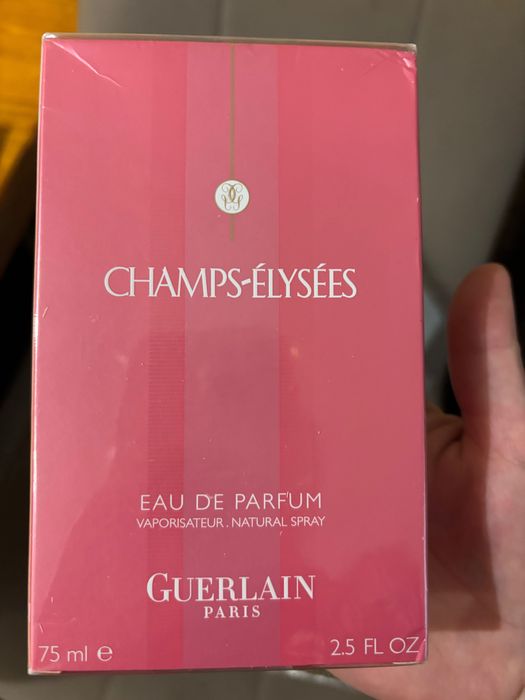 CHAMPS-ÉLYSÉES
EAU DE PARFUM
VAPORISATEUR . NATURAL SPRAY
GUERLAIN
PARIS
75 ml ℮ 2.5 FL OZ